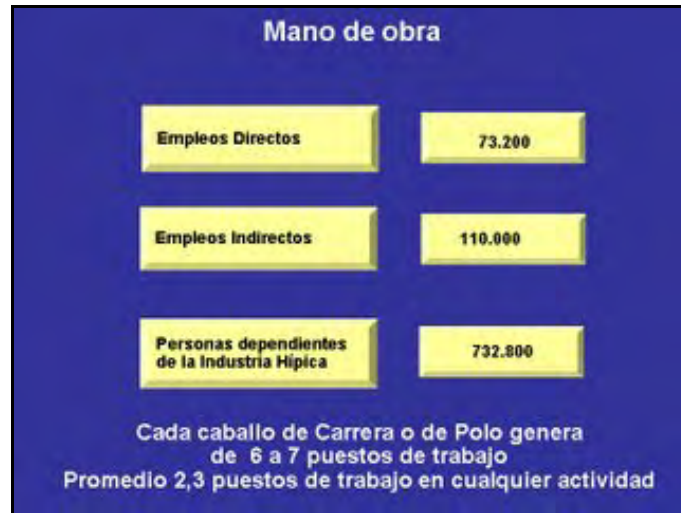 Mano de obra
Empleos Directos
73.200
Empleos Indirectos
110.000
Personas dependientes
de la Industria Hípica
732.800
Cada caballo de Carrera o de Polo genera
de 6 a 7 puestos de trabajo
Promedio 2,3 puestos de trabajo en cualquier actividad